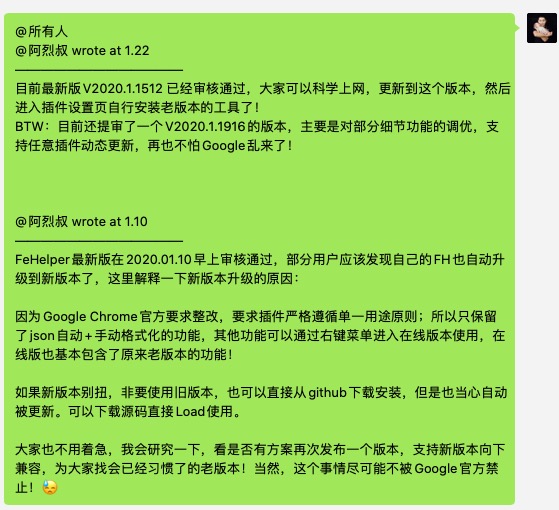 @所有人
@阿烈叔 wrote at 1.22
————————————
目前最新版V2020.1.1512 已经审核通过，大家可以科学上网，更新到这个版本，然后
进入插件设置页自行安装老版本的工具了！
BTW：目前还提审了一个V2020.1.1916的版本，主要是对部分细节功能的调优，支
持任意插件动态更新，再也不怕Google乱来了！
@阿烈叔 wrote at 1.10
————————————
FeHelper最新版在2020.01.10早上审核通过，部分用户应该发现自己的FH也自动升
级到新版本了，这里解释一下新版本升级的原因：
因为Google Chrome官方要求整改，要求插件严格遵循单一用途原则；所以只保留
了json自动+手动格式化的功能，其他功能可以通过右键菜单进入在线版本使用，在
线版也基本包含了原来老版本的功能！
如果新版本别扭，非要使用旧版本，也可以直接从github下载安装，但是也当心自动
被更新。可以下载源码直接Load使用。
大家也不用着急，我会研究一下，看是否有方案再次发布一个版本，支持新版本向下
兼容，为大家找会已经习惯了的老版本！当然，这个事情尽可能不被Google官方禁
止！😓